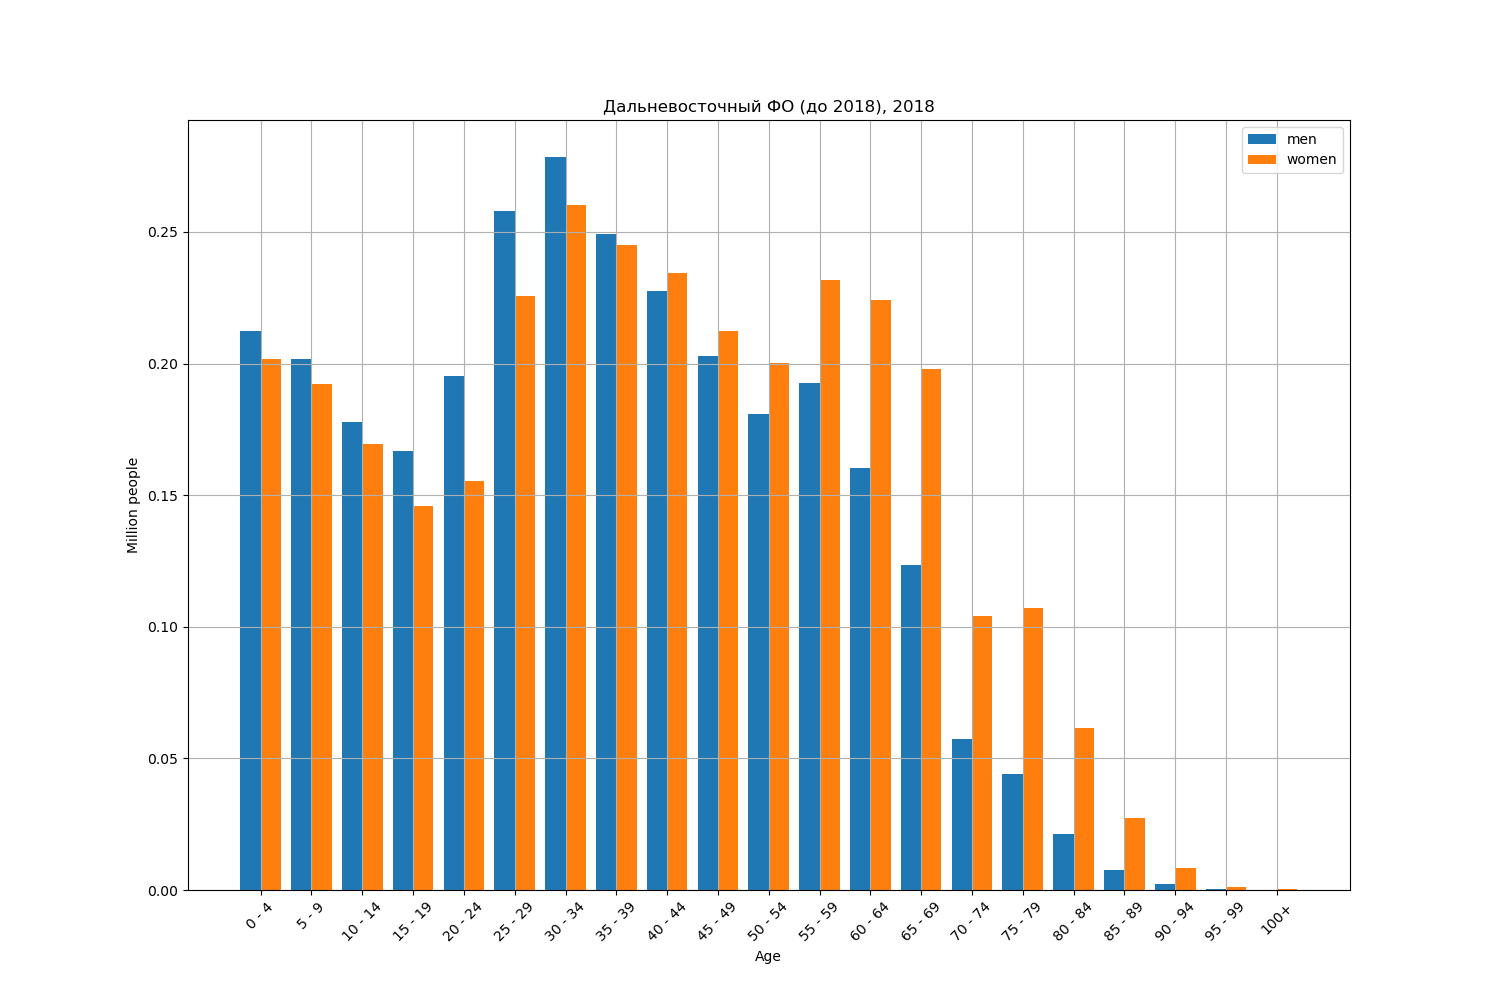 Дальневосточный ФО (до 2018), 2018
men
women
Million people
0.25
0.20
0.15
0.10
0.05
0.00
0 - 4
5 - 9
10 - 14
15 - 19
20 - 24
25 - 29
30 - 34
35 - 39
40 - 44
45 - 49
50 - 54
55 - 59
60 - 64
65 - 69
70 - 74
75 - 79
80 - 84
85 - 89
90 - 94
95 - 99
100+
Age